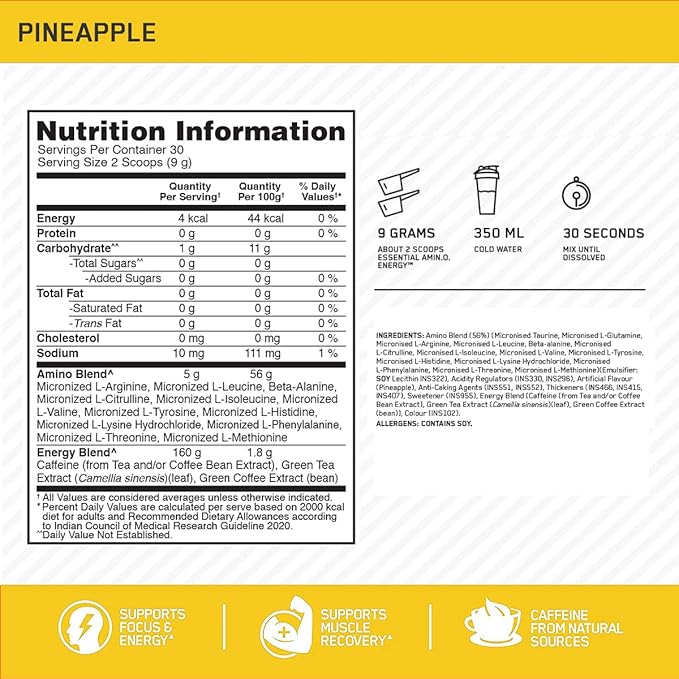 PINEAPPLE
Nutrition Information
Servings Per Container 30
Serving Size 2 Scoops (9 g)
Quantity Per Serving† Quantity Per 100g† % Daily Values†*
Energy 4 kcal 44 kcal 0 %
Protein 0 g 0 g 0 %
Carbohydrate^^ 1 g 11 g
-Total Sugars^^ 0 g 0 g
-Added Sugars 0 g 0 g 0 %
Total Fat 0 g 0 g 0 %
-Saturated Fat 0 g 0 g 0 %
-Trans Fat 0 g 0 g 0 %
Cholesterol 0 mg 0 mg 0 %
Sodium 10 mg 111 mg 1 %
Amino Blend^ 5 g 56 g
Micronized L-Arginine, Micronized L-Leucine, Beta-Alanine,
Micronized L-Citrulline, Micronized L-Isoleucine, Micronized
L-Valine, Micronized L-Tyrosine, Micronized L-Histidine,
Micronized L-Lysine Hydrochloride, Micronized L-Phenylalanine,
Micronized L-Threonine, Micronized L-Methionine
Energy Blend^ 160 g 1.8 g
Caffeine (from Tea and/or Coffee Bean Extract), Green Tea
Extract (Camellia sinensis)(leaf), Green Coffee Extract (bean)
† All Values are considered averages unless otherwise indicated.
*Percent Daily Values are calculated per serve based on 2000 kcal
diet for adults and Recommended Dietary Allowances according
to Indian Council of Medical Research Guideline 2020.
^^Daily Value Not Established.
9 GRAMS
ABOUT 2 SCOOPS
ESSENTIAL AMIN.O.
ENERGY™
350 ML
COLD WATER
30 SECONDS
MIX UNTIL
DISSOLVED
INGREDIENTS: Amino Blend (56%) (Micronised Taurine, Micronised L-Glutamine,
Micronised L-Arginine, Micronised L-Leucine, Beta-alanine, Micronised
L-Citrulline, Micronised L-Isoleucine, Micronised L-Valine, Micronised L-Tyrosine,
Micronised L-Histidine, Micronised L-Lysine Hydrochloride, Micronised
L-Phenylalanine, Micronised L-Threonine, Micronised L-Methionine)(Emulsifier:
SOY Lecithin (INS322), Acidity Regulators (INS330, INS296), Artificial Flavour
(Pineapple), Anti-Caking Agents (INS551, INS552), Thickeners (INS466, INS415,
INS407), Sweetener (INS955), Energy Blend (Caffeine (from Tea and/or Coffee
Bean Extract), Green Tea Extract (Camellia sinensis)(leaf), Green Coffee Extract
(bean)), Colour (INS102).
ALLERGENS: CONTAINS SOY.
SUPPORTS
FOCUS &
ENERGY▲
SUPPORTS
MUSCLE
RECOVERY▲
CAFFEINE
FROM NATURAL
SOURCES